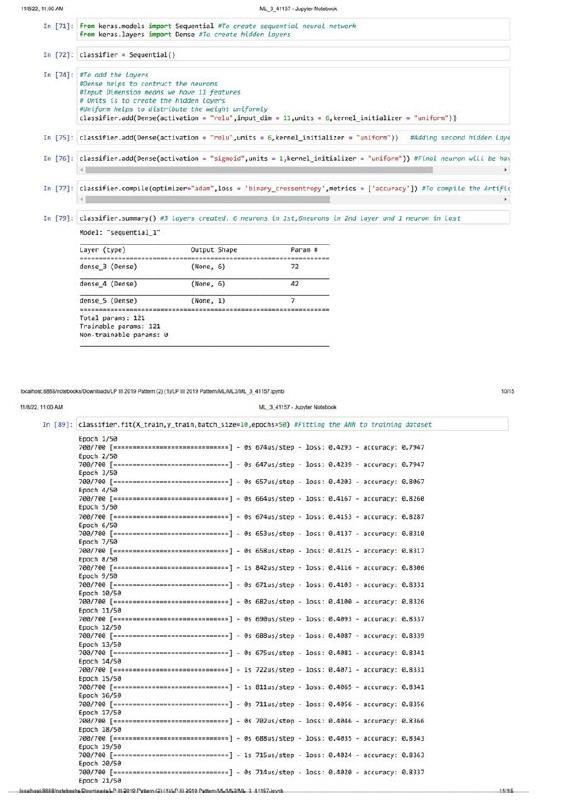 11/8/22, 11:00 AM ML_3_41157 - Jupyter Notebook
In [71]: from keras.models import Sequential #To create sequential neural network
from keras.layers import Dense #To create hidden layers
In [72]: classifier = Sequential()
In [74]: #To add the layers
#Dense helps to contruct the neurons
#Input Dimension means we have 11 features
# Units is to create the hidden layers
#Uniform helps to distribute the weight uniformly
classifier.add(Dense(activation = "relu",input_dim = 11,units = 6,kernel_initializer = "uniform"))
In [75]: classifier.add(Dense(activation = "relu",units = 6,kernel_initializer = "uniform")) #Adding second hidden Laye
In [76]: classifier.add(Dense(activation = "sigmoid",units = 1,kernel_initializer = "uniform")) #Final neuron will be hav
In [77]: classifier.compile(optimizer="adam",loss = 'binary_crossentropy',metrics = ['accuracy']) #To compile the Artific
In [79]: classifier.summary() #3 layers created. 6 neurons in 1st,6neurons in 2nd layer and 1 neuron in last
Model: "sequential_1"
Layer (type) Output Shape Param #
dense_3 (Dense) (None, 6) 72
dense_4 (Dense) (None, 6) 42
dense_5 (Dense) (None, 1) 7
Total params: 121
Trainable params: 121
Non-trainable params: 0
localhost:8888/notebooks/Downloads/LP III 2019 Pattern (2) (1)/LP III 2019 Pattern/ML/ML3/ML_3_41157.ipynb 10/15
11/8/22, 11:00 AM ML_3_41157 - Jupyter Notebook
In [89]: classifier.fit(X_train,y_train,batch_size=10,epochs=50) #Fitting the ANN to training dataset
Epoch 1/50
700/700 [==============================] - 0s 674us/step - loss: 0.4293 - accuracy: 0.7947
Epoch 2/50
700/700 [==============================] - 0s 647us/step - loss: 0.4239 - accuracy: 0.7947
Epoch 3/50
700/700 [==============================] - 0s 657us/step - loss: 0.4203 - accuracy: 0.8067
Epoch 4/50
700/700 [==============================] - 0s 664us/step - loss: 0.4167 - accuracy: 0.8260
Epoch 5/50
700/700 [==============================] - 0s 674us/step - loss: 0.4153 - accuracy: 0.8287
Epoch 6/50
700/700 [==============================] - 0s 653us/step - loss: 0.4137 - accuracy: 0.8310
Epoch 7/50
700/700 [==============================] - 0s 658us/step - loss: 0.4125 - accuracy: 0.8317
Epoch 8/50
700/700 [==============================] - 1s 842us/step - loss: 0.4116 - accuracy: 0.8306
Epoch 9/50
700/700 [==============================] - 0s 671us/step - loss: 0.4103 - accuracy: 0.8331
Epoch 10/50
700/700 [==============================] - 0s 682us/step - loss: 0.4100 - accuracy: 0.8326
Epoch 11/50
700/700 [==============================] - 0s 690us/step - loss: 0.4093 - accuracy: 0.8337
Epoch 12/50
700/700 [==============================] - 0s 688us/step - loss: 0.4087 - accuracy: 0.8339
Epoch 13/50
700/700 [==============================] - 0s 675us/step - loss: 0.4081 - accuracy: 0.8341
Epoch 14/50
700/700 [==============================] - 1s 722us/step - loss: 0.4071 - accuracy: 0.8331
Epoch 15/50
700/700 [==============================] - 1s 811us/step - loss: 0.4065 - accuracy: 0.8341
Epoch 16/50
700/700 [==============================] - 0s 711us/step - loss: 0.4056 - accuracy: 0.8356
Epoch 17/50
700/700 [==============================] - 0s 702us/step - loss: 0.4046 - accuracy: 0.8366
Epoch 18/50
700/700 [==============================] - 0s 688us/step - loss: 0.4035 - accuracy: 0.8343
Epoch 19/50
700/700 [==============================] - 1s 715us/step - loss: 0.4024 - accuracy: 0.8363
Epoch 20/50
700/700 [==============================] - 0s 714us/step - loss: 0.4020 - accuracy: 0.8337
Epoch 21/50
localhost:8888/notebooks/Downloads/LP III 2019 Pattern (2) (1)/LP III 2019 Pattern/ML/ML3/ML_3_41157.ipynb